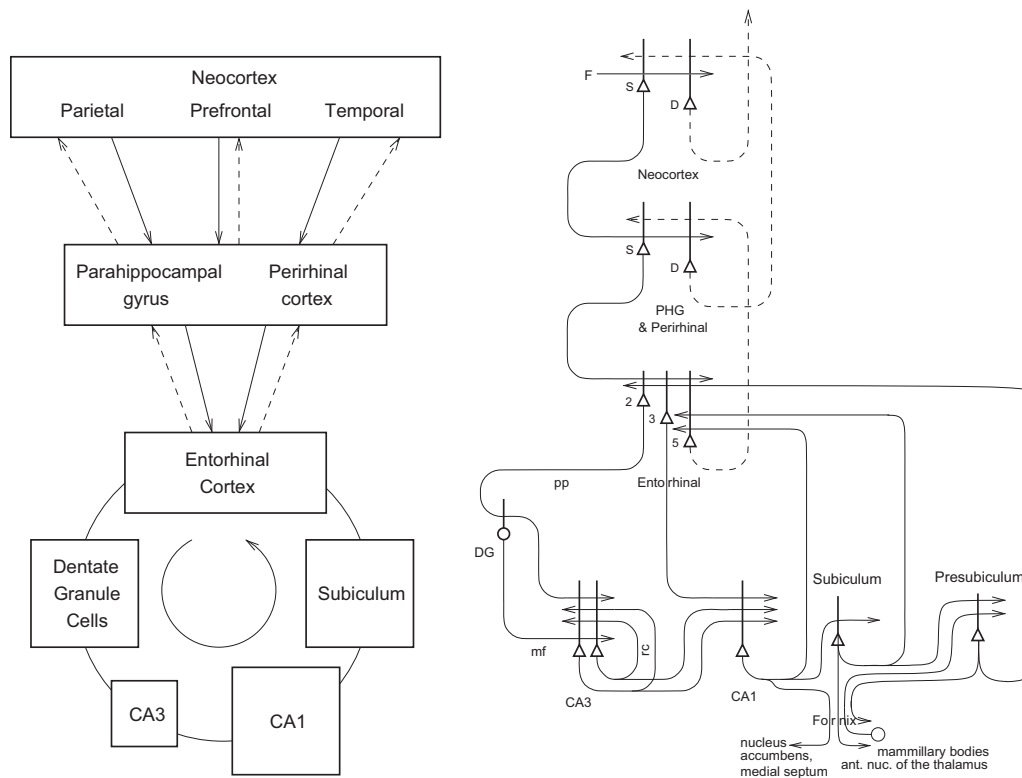 Neocortex
Parietal Prefrontal Temporal
Parahippocampal
gyrus
Perirhinal
cortex
Entorhinal
Cortex
Dentate
Granule
Cells
Subiculum
CA3
CA1
F
S
D
Neocortex
S
D
PHG
& Perirhinal
2
3
5
pp
Entorhinal
DG
Subiculum
Presubiculum
mf
rc
CA3
CA1
Fornix
nucleus
accumbens,
medial septum
mammillary bodies
ant. nuc. of the thalamus